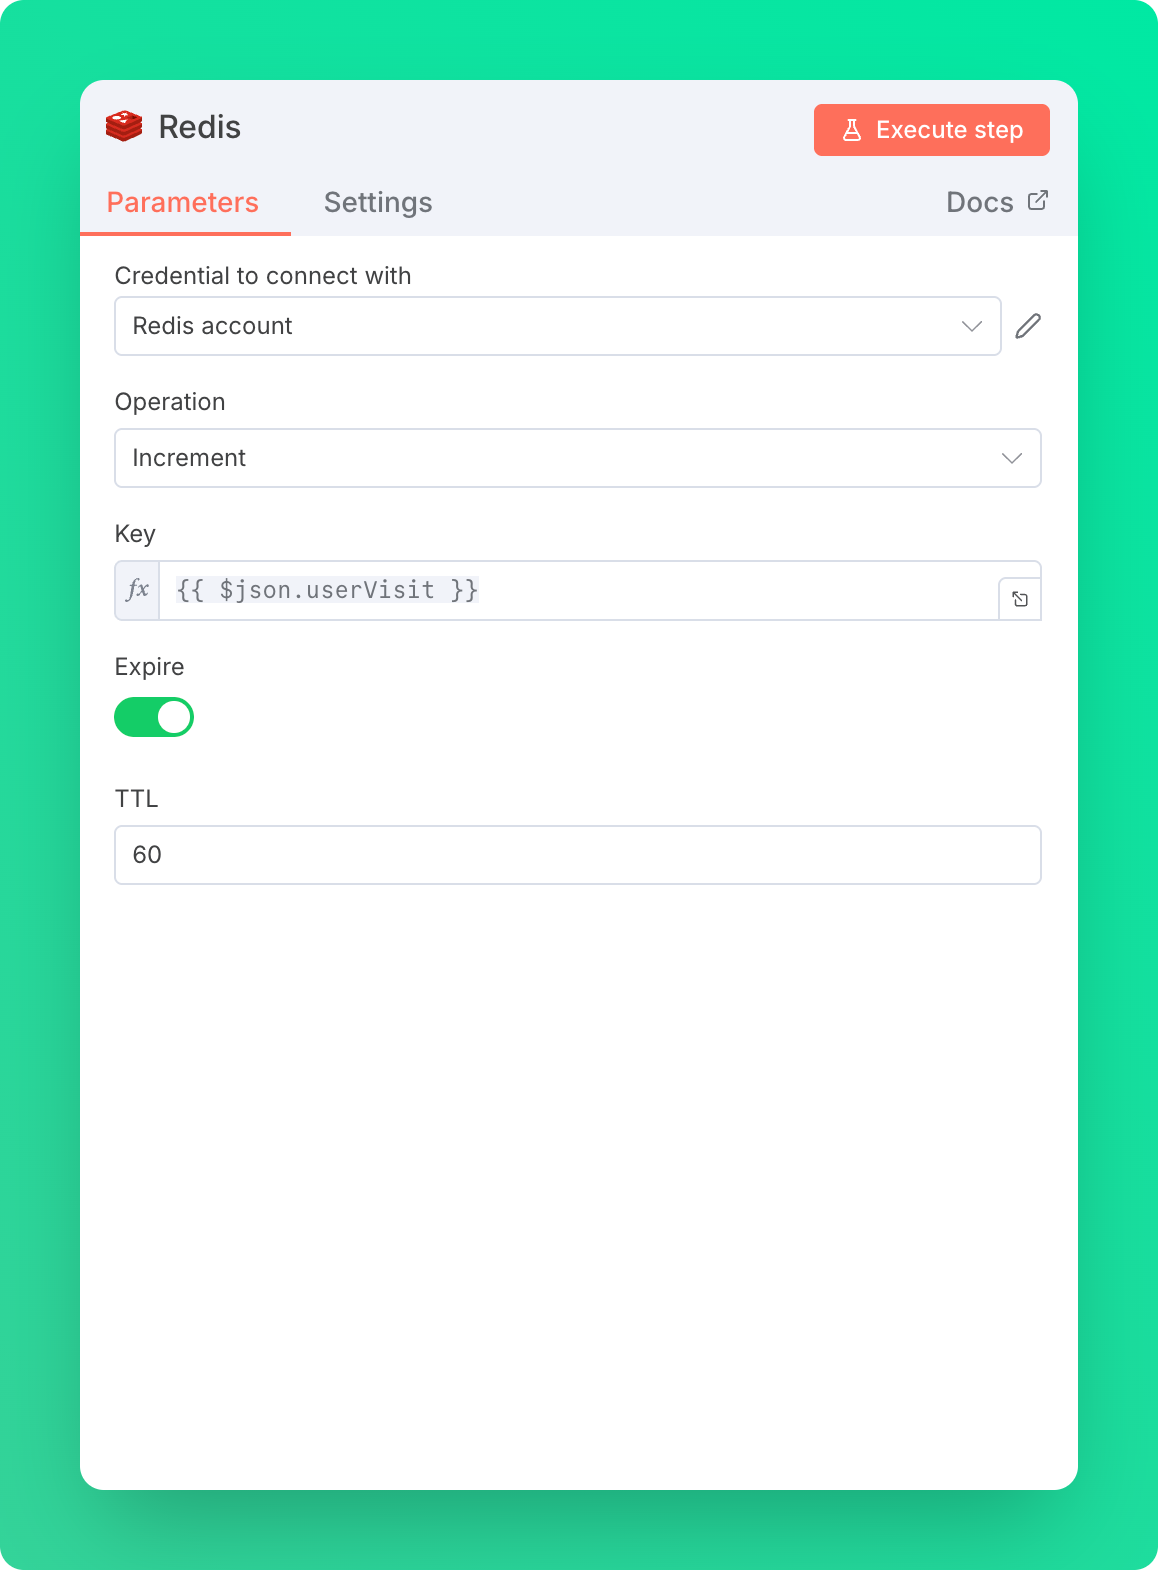 Redis
Execute step
Parameters
Settings
Docs
Credential to connect with
Redis account
Operation
Increment
Key
fx
{{ $json.userVisit }}
Expire
TTL
60